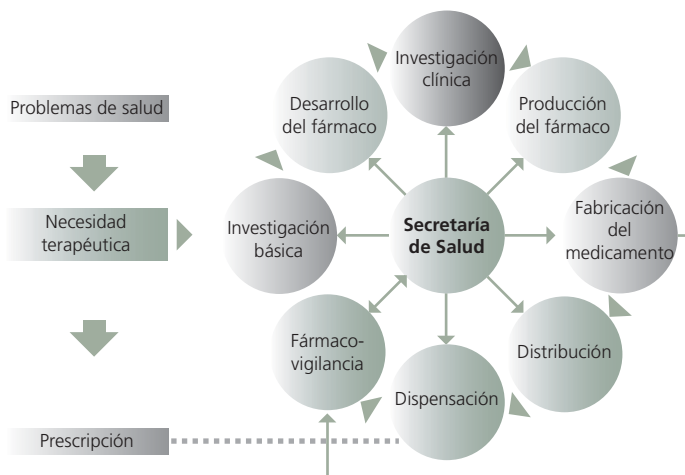 Problemas de salud
Necesidad
terapéutica
Prescripción
Investigación
clínica
Desarrollo
del fármaco
Producción
del fármaco
Investigación
básica
Secretaría
de Salud
Fabricación
del
medicamento
Fármaco-
vigilancia
Distribución
Dispensación